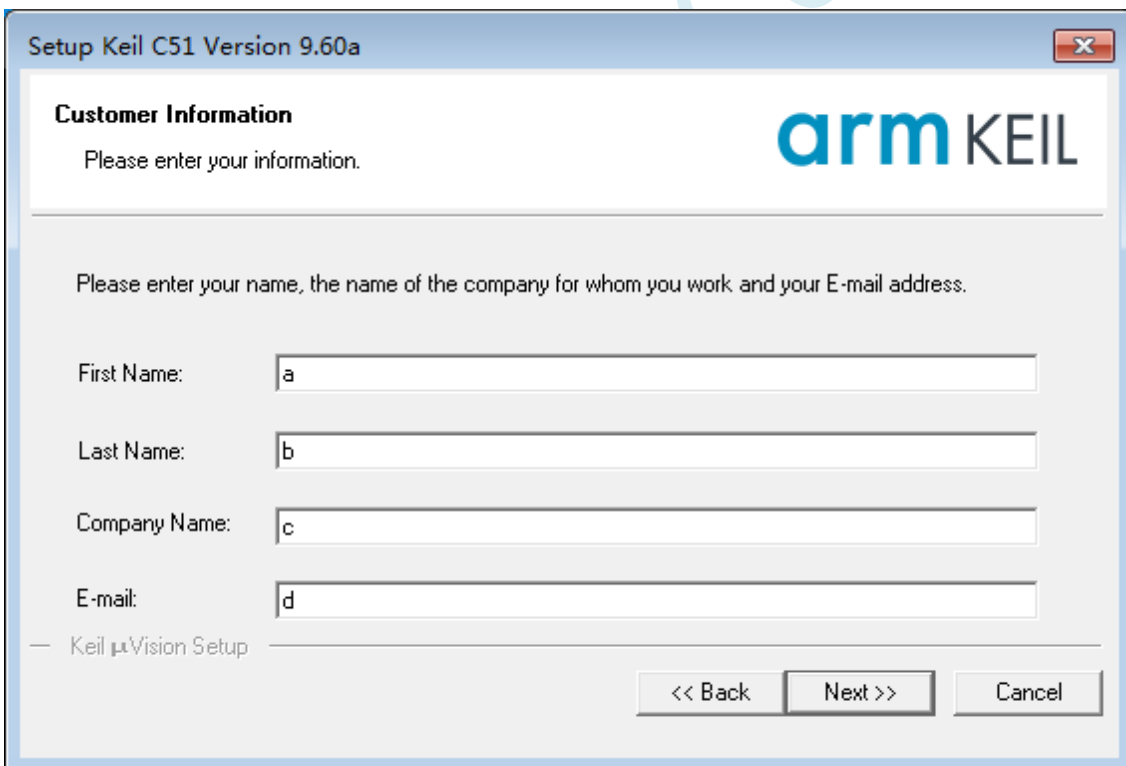 Setup Keil C51 Version 9.60a
Customer Information
Please enter your information.
arm KEIL
Please enter your name, the name of the company for whom you work and your E-mail address.
First Name: a
Last Name: b
Company Name: c
E-mail: d
Keil µVision Setup
<< Back Next >> Cancel